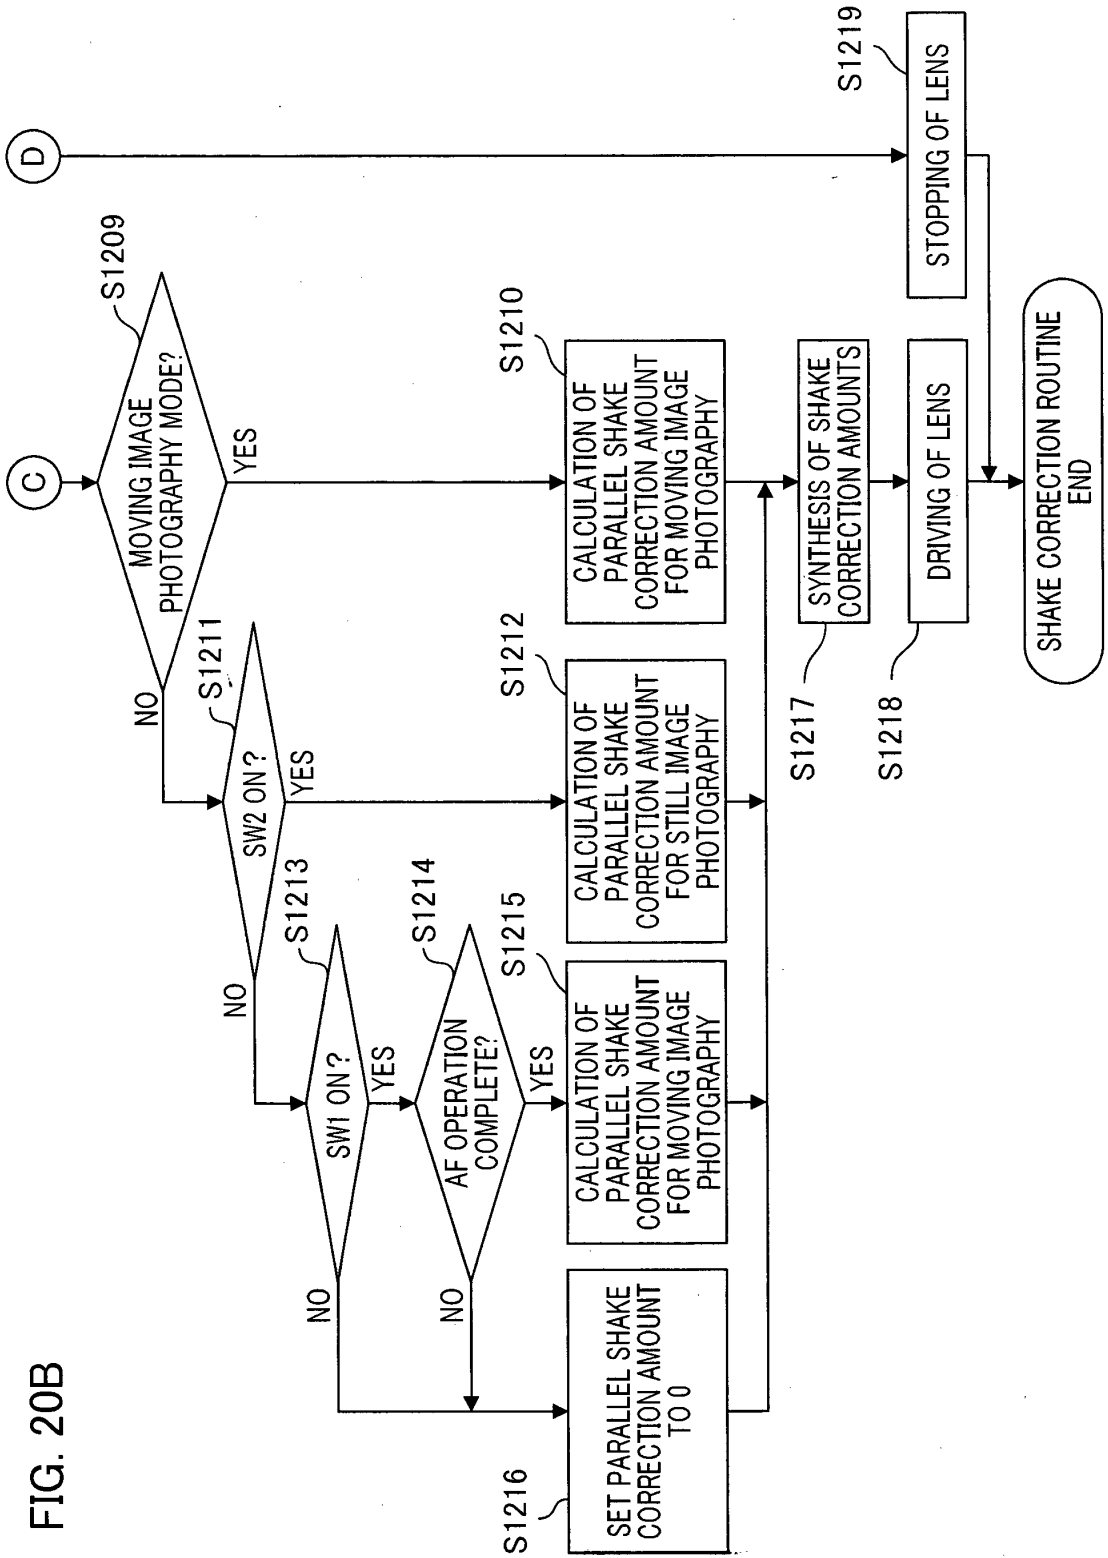 FIG. 20B
C
D
S1209
MOVING IMAGE
PHOTOGRAPHY MODE?
NO
YES
S1211
SW2 ON?
NO
YES
S1213
SW1 ON?
NO
YES
S1214
AF OPERATION
COMPLETE?
NO
YES
S1216
SET PARALLEL SHAKE
CORRECTION AMOUNT
TO 0
S1215
CALCULATION OF
PARALLEL SHAKE
CORRECTION AMOUNT
FOR MOVING IMAGE
PHOTOGRAPHY
S1212
CALCULATION OF
PARALLEL SHAKE
CORRECTION AMOUNT
FOR STILL IMAGE
PHOTOGRAPHY
S1210
CALCULATION OF
PARALLEL SHAKE
CORRECTION AMOUNT
FOR MOVING IMAGE
PHOTOGRAPHY
S1217
SYNTHESIS OF SHAKE
CORRECTION AMOUNTS
S1218
DRIVING OF LENS
S1219
STOPPING OF LENS
SHAKE CORRECTION ROUTINE
END